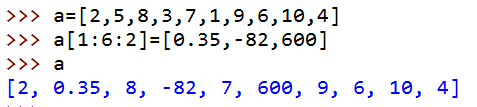 >>> a=[2,5,8,3,7,1,9,6,10,4]
>>> a[1:6:2]=[0.35,-82,600]
>>> a
[2, 0.35, 8, -82, 7, 600, 9, 6, 10, 4]